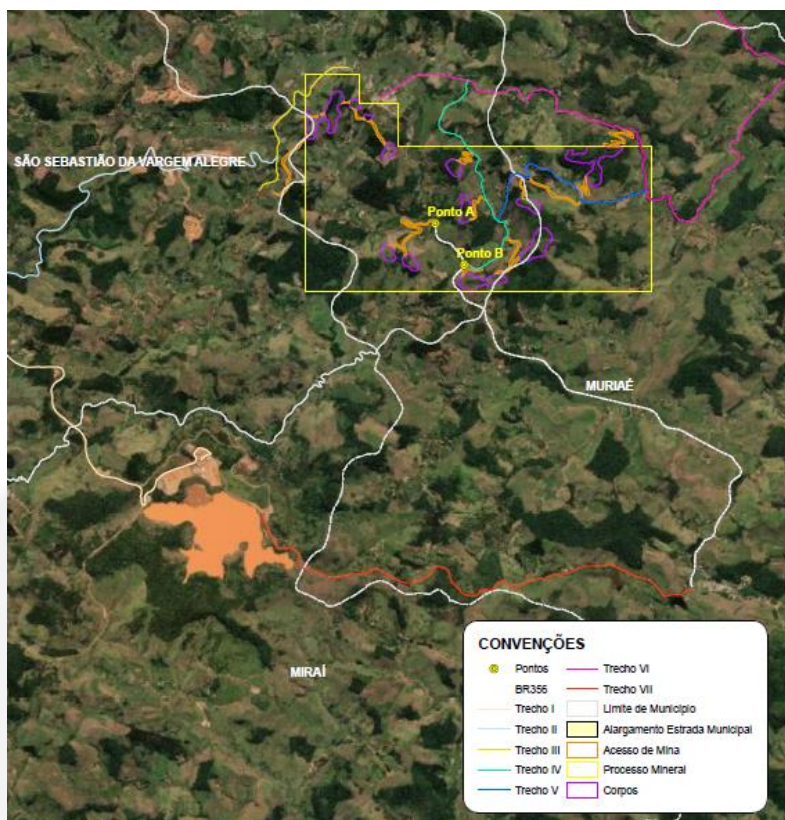 SÃO SEBASTIÃO DA VARGEM ALEGRE
Ponto A
Ponto B
MURIAÉ
MIRAÍ
CONVENÇÕES
Pontos
BR356
Trecho I
Trecho II
Trecho III
Trecho IV
Trecho V
Trecho VI
Trecho VII
Limite de Município
Alargamento Estrada Municipal
Acesso de Mina
Processo Mineral
Corpos